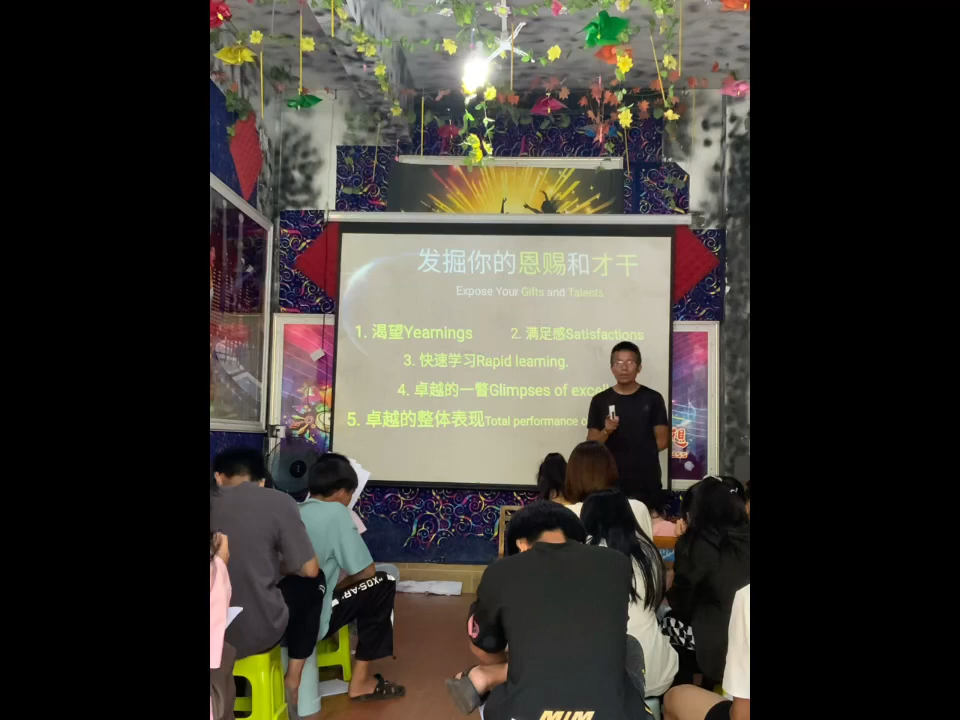 发掘你的恩赐和才干
Expose Your Gifts and Talents
1. 渴望Yearnings
2. 满足感Satisfactions
3. 快速学习Rapid learning.
4. 卓越的一瞥Glimpses of
5. 卓越的整体表现Total performance
"XOS-AR"
MLM